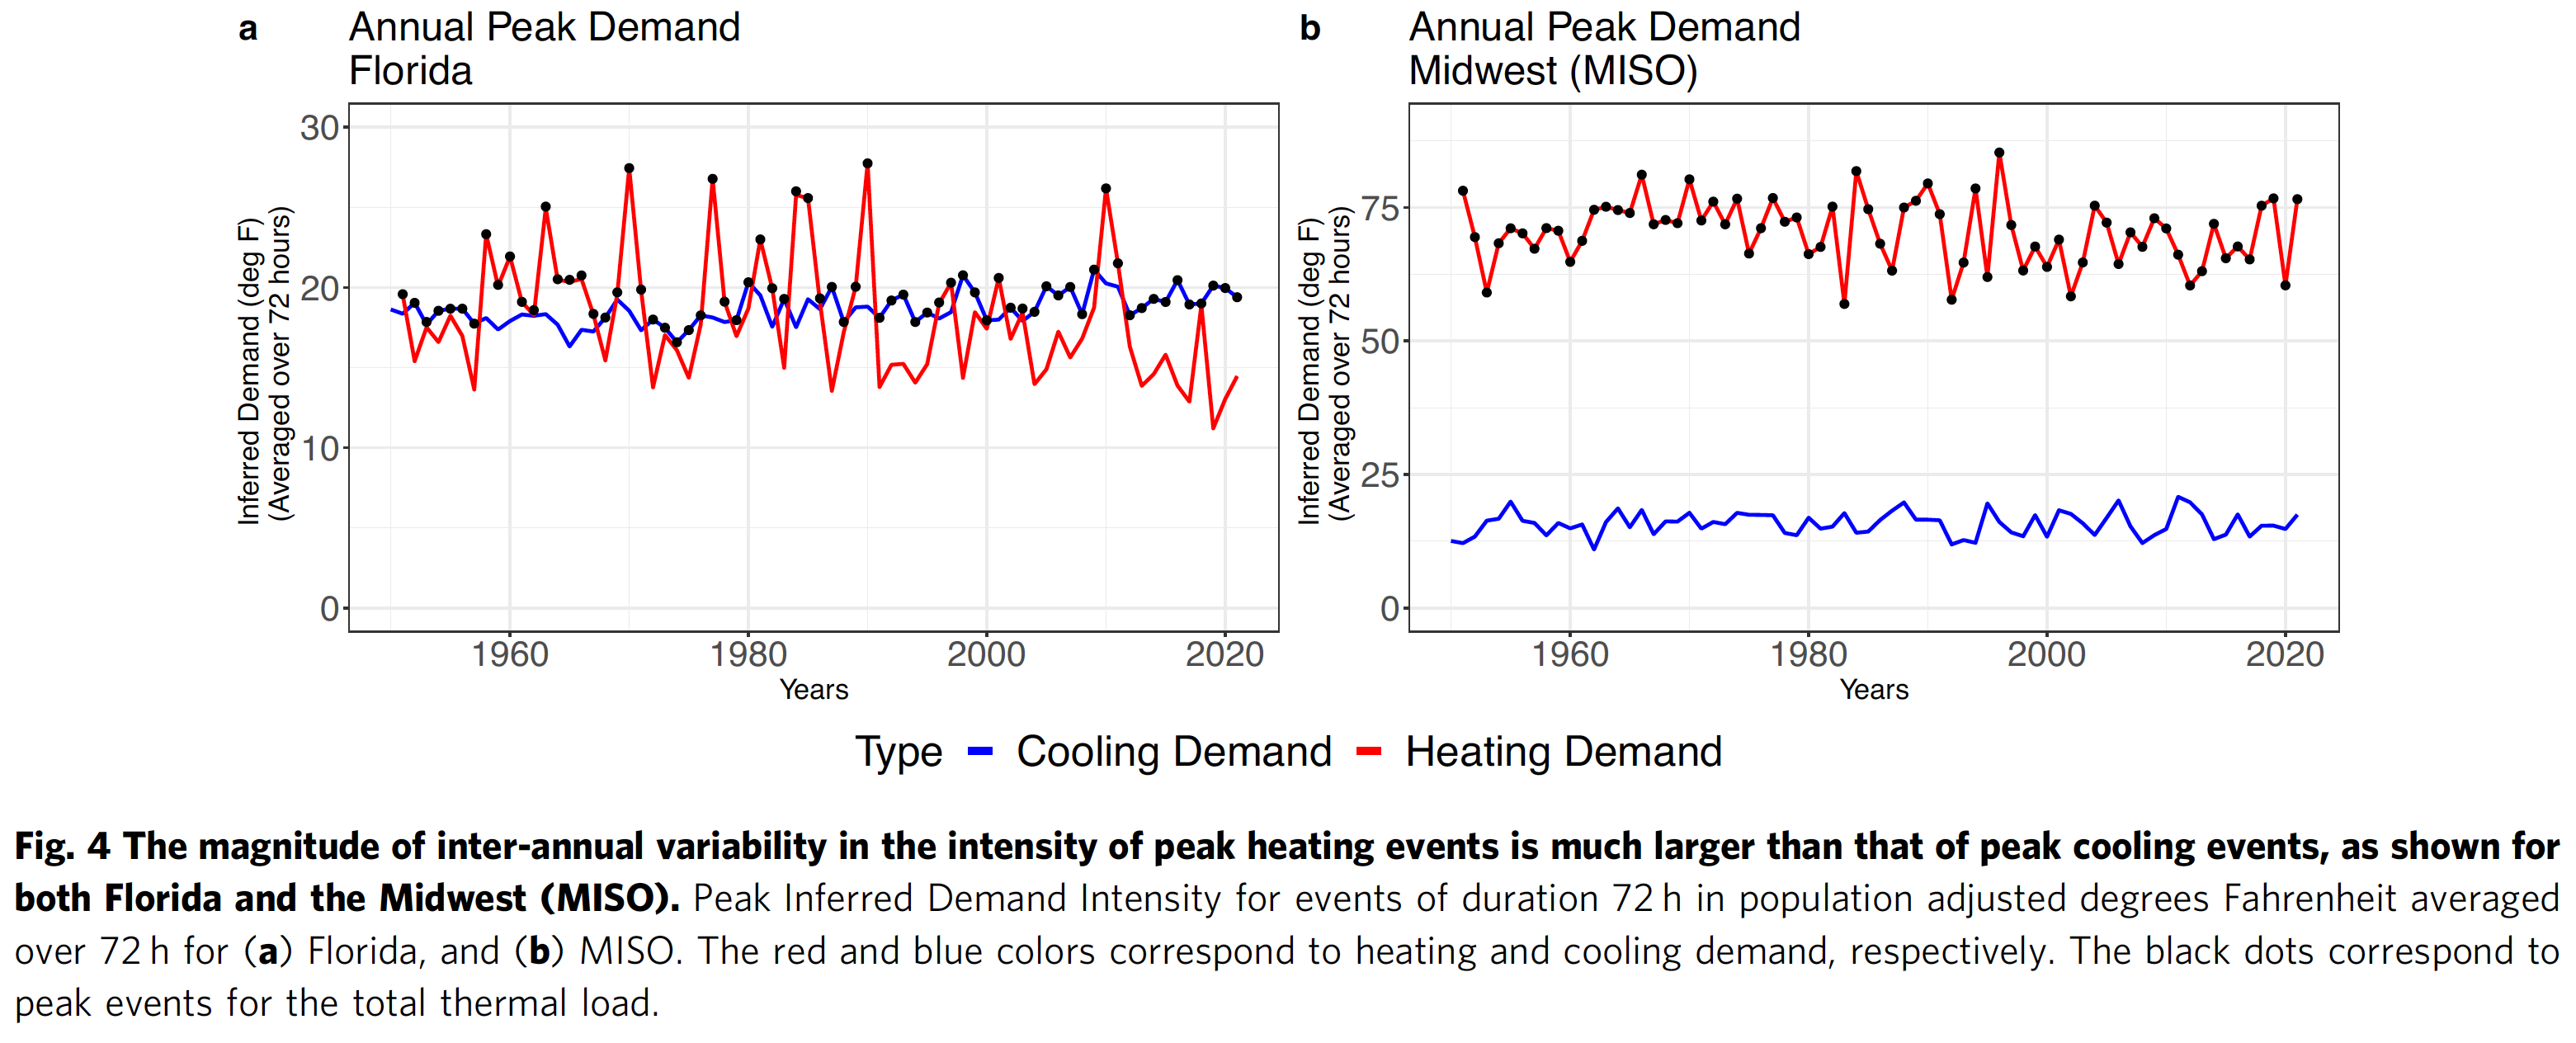 a
Annual Peak Demand
Florida
Inferred Demand (deg F)
(Averaged over 72 hours)
30
20
10
0
1960 1980 2000 2020
Years
b
Annual Peak Demand
Midwest (MISO)
Inferred Demand (deg F)
(Averaged over 72 hours)
75
50
25
0
1960 1980 2000 2020
Years
Type Cooling Demand Heating Demand
Fig. 4 The magnitude of inter-annual variability in the intensity of peak heating events is much larger than that of peak cooling events, as shown for
both Florida and the Midwest (MISO). Peak Inferred Demand Intensity for events of duration 72 h in population adjusted degrees Fahrenheit averaged
over 72 h for (a) Florida, and (b) MISO. The red and blue colors correspond to heating and cooling demand, respectively. The black dots correspond to
peak events for the total thermal load.